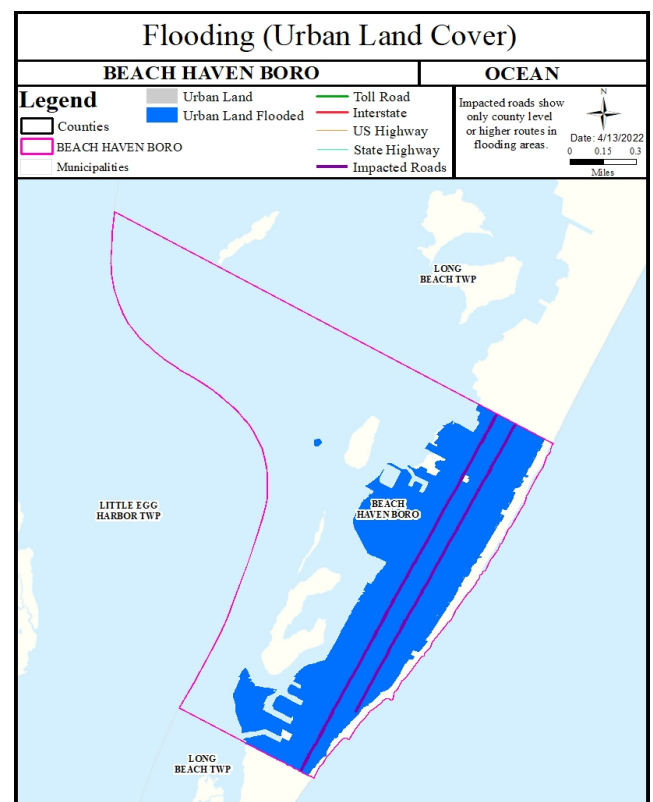 Flooding (Urban Land Cover)
BEACH HAVEN BORO
OCEAN
Legend
Counties
BEACH HAVEN BORO
Municipalities
Urban Land
Urban Land Flooded
Toll Road
Interstate
US Highway
State Highway
Impacted Roads
Impacted roads show
only county level
or higher routes in
flooding areas.
N
Date: 4/13/2022
0 0.15 0.3
Miles
LONG
BEACH TWP
LITTLE EGG
HARBOR TWP
BEACH
HAVEN BORO
LONG
BEACH TWP